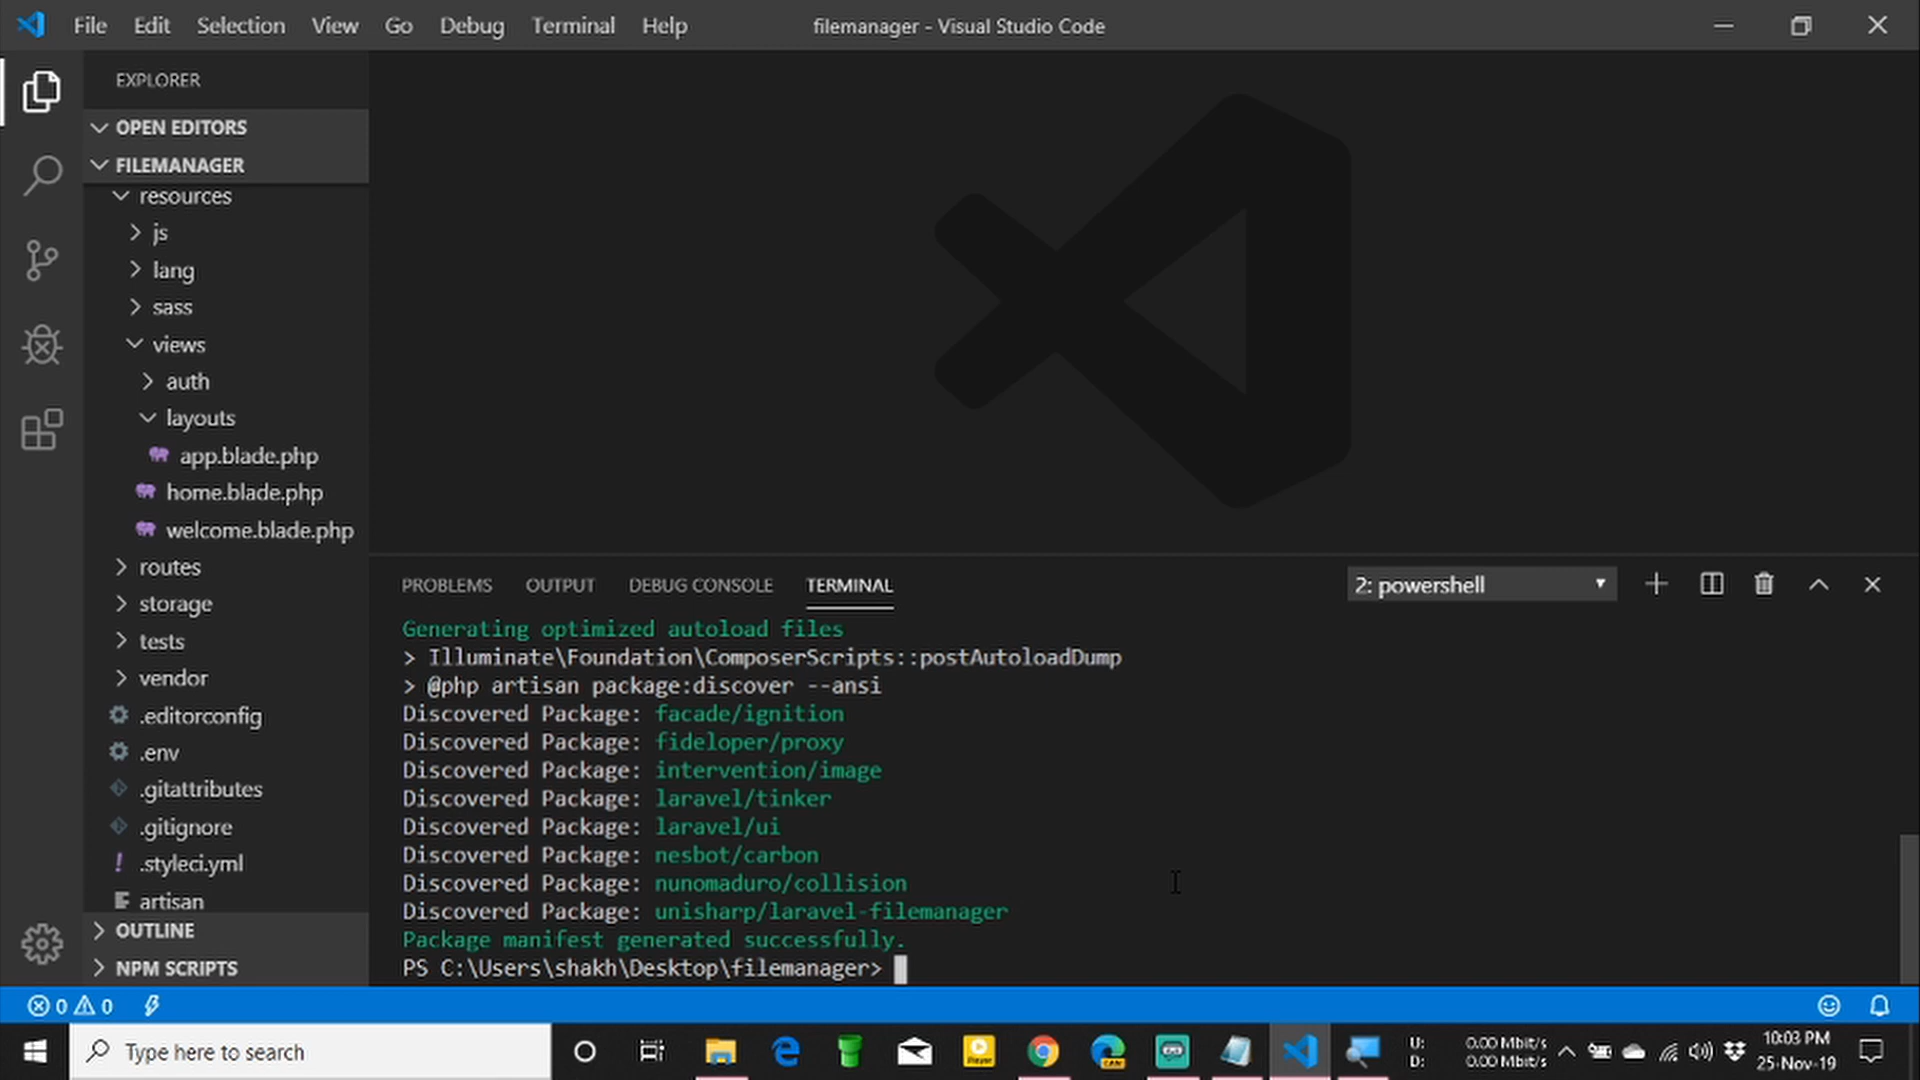 File Edit Selection View Go Debug Terminal Help filemanager - Visual Studio Code
EXPLORER
OPEN EDITORS
FILEMANAGER
resources
js
lang
sass
views
auth
layouts
app.blade.php
home.blade.php
welcome.blade.php
routes
storage
tests
vendor
.editorconfig
.env
.gitattributes
.gitignore
.styleci.yml
artisan
OUTLINE
NPM SCRIPTS
PROBLEMS OUTPUT DEBUG CONSOLE TERMINAL 2: powershell
Generating optimized autoload files
> Illuminate\Foundation\ComposerScripts::postAutoloadDump
> @php artisan package:discover --ansi
Discovered Package: facade/ignition
Discovered Package: fideloper/proxy
Discovered Package: intervention/image
Discovered Package: laravel/tinker
Discovered Package: laravel/ui
Discovered Package: nesbot/carbon
Discovered Package: nunomaduro/collision
Discovered Package: unisharp/laravel-filemanager
Package manifest generated successfully.
PS C:\Users\shakh\Desktop\filemanager>
0 0
Type here to search
Player
CAN
U: 0.00 Mbit/s
D: 0.00 Mbit/s
10:03 PM
25-Nov-19